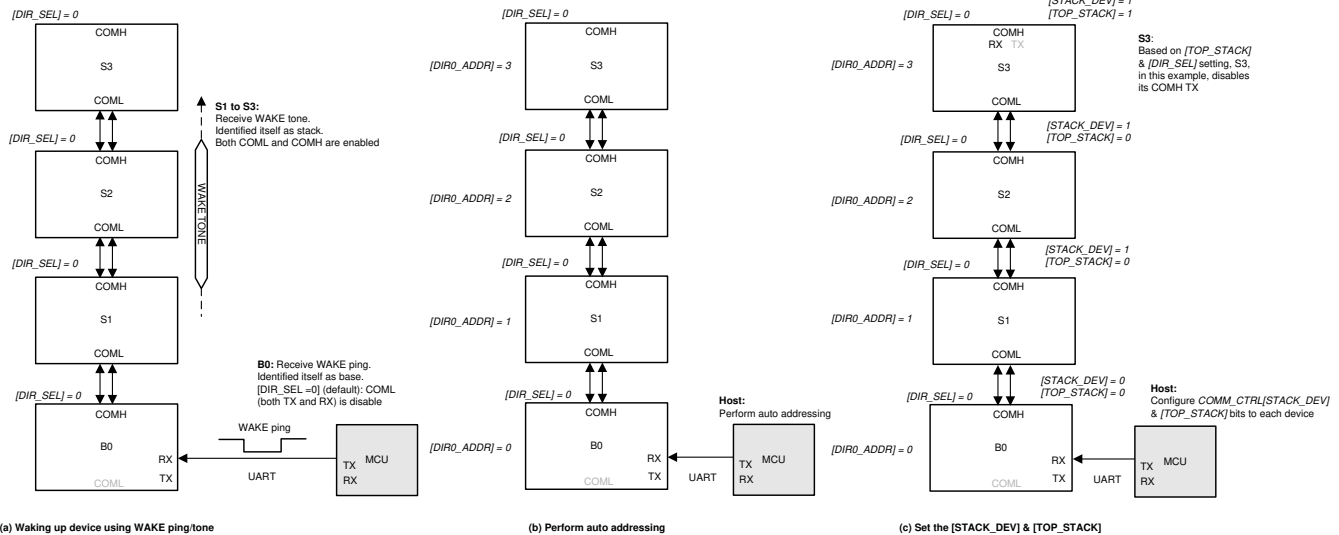 [DIR_SEL] = 0
COMH
S3
COML
S1 to S3:
Receive WAKE tone.
Identified itself as stack.
Both COML and COMH are enabled
[DIR_SEL] = 0
COMH
S2
COML
WAKE TONE
[DIR_SEL] = 0
COMH
S1
COML
B0: Receive WAKE ping.
Identified itself as base.
[DIR_SEL =0] (default): COML
(both TX and RX) is disable
[DIR_SEL] = 0
COMH
B0
RX
TX
COML
WAKE ping
UART
TX
MCU
RX
(a) Waking up device using WAKE ping/tone
[DIR_SEL] = 0
COMH
[DIR0_ADDR] = 3
S3
COML
[DIR_SEL] = 0
COMH
[DIR0_ADDR] = 2
S2
COML
[DIR_SEL] = 0
COMH
[DIR0_ADDR] = 1
S1
COML
[DIR_SEL] = 0
COMH
[DIR0_ADDR] = 0
B0
RX
TX
COML
Host:
Perform auto addressing
UART
TX
MCU
RX
(b) Perform auto addressing
[STACK_DEV] = 1
[DIR_SEL] = 0
[TOP_STACK] = 1
COMH
RX TX
[DIR0_ADDR] = 3
S3
COML
S3:
Based on [TOP_STACK]
& [DIR_SEL] setting, S3,
in this example, disables
its COMH TX
[STACK_DEV] = 1
[TOP_STACK] = 0
[DIR_SEL] = 0
COMH
[DIR0_ADDR] = 2
S2
COML
[STACK_DEV] = 1
[TOP_STACK] = 0
[DIR_SEL] = 0
COMH
[DIR0_ADDR] = 1
S1
COML
[STACK_DEV] = 0
[TOP_STACK] = 0
[DIR_SEL] = 0
COMH
[DIR0_ADDR] = 0
B0
RX
TX
COML
Host:
Configure COMM_CTRL[STACK_DEV]
& [TOP_STACK] bits to each device
UART
TX
MCU
RX
(c) Set the [STACK_DEV] & [TOP_STACK]